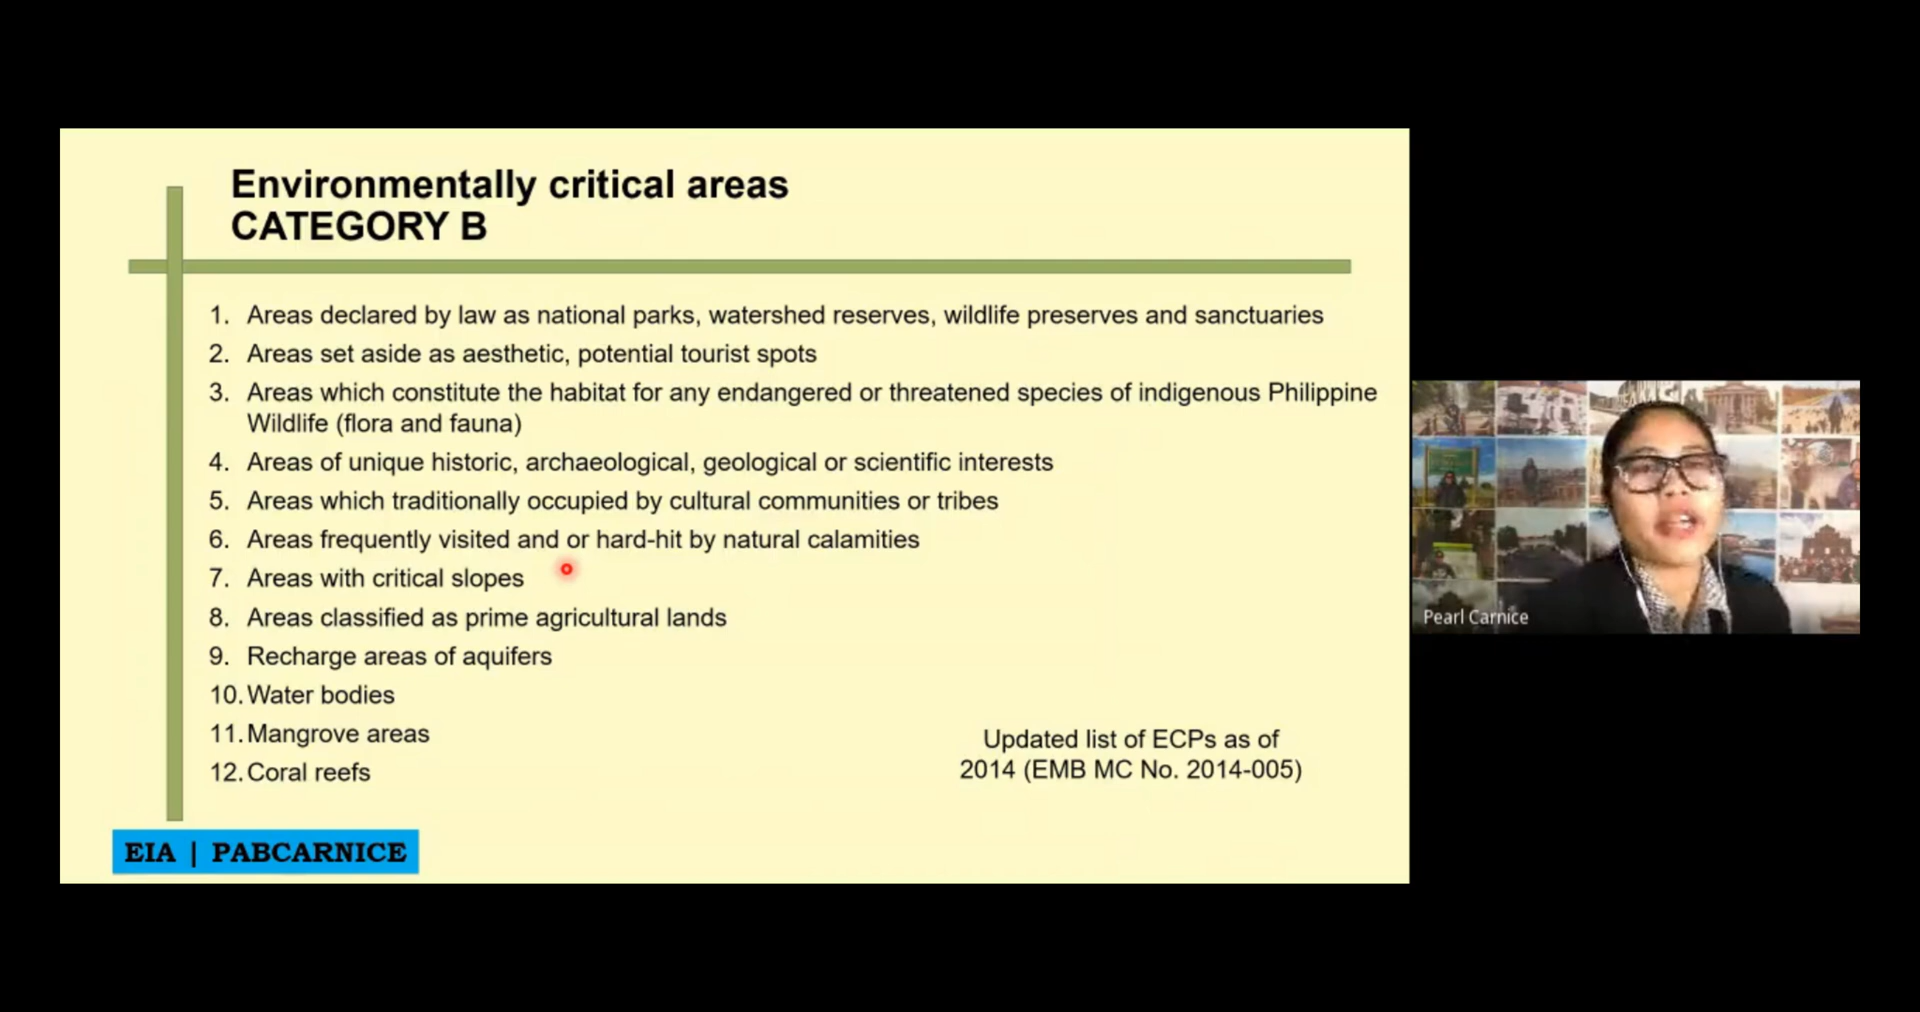 Environmentally critical areas
CATEGORY B
1. Areas declared by law as national parks, watershed reserves, wildlife preserves and sanctuaries
2. Areas set aside as aesthetic, potential tourist spots
3. Areas which constitute the habitat for any endangered or threatened species of indigenous Philippine
Wildlife (flora and fauna)
4. Areas of unique historic, archaeological, geological or scientific interests
5. Areas which traditionally occupied by cultural communities or tribes
6. Areas frequently visited and or hard-hit by natural calamities
7. Areas with critical slopes
8. Areas classified as prime agricultural lands
9. Recharge areas of aquifers
10. Water bodies
11. Mangrove areas
12. Coral reefs
Updated list of ECPs as of
2014 (EMB MC No. 2014-005)
EIA | PABCARNICE
Pearl Carnice